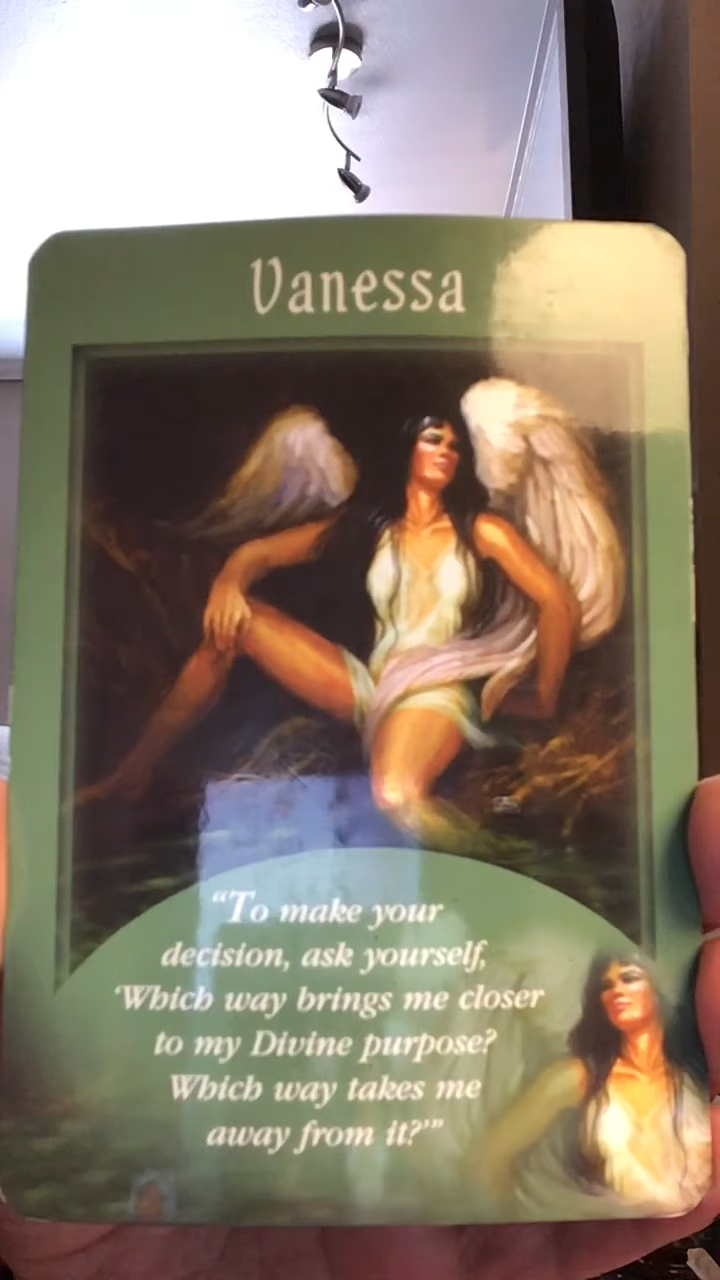 Vanessa
“To make your
decision, ask yourself,
‘Which way brings me closer
to my Divine purpose?
Which way takes me
away from it?’”